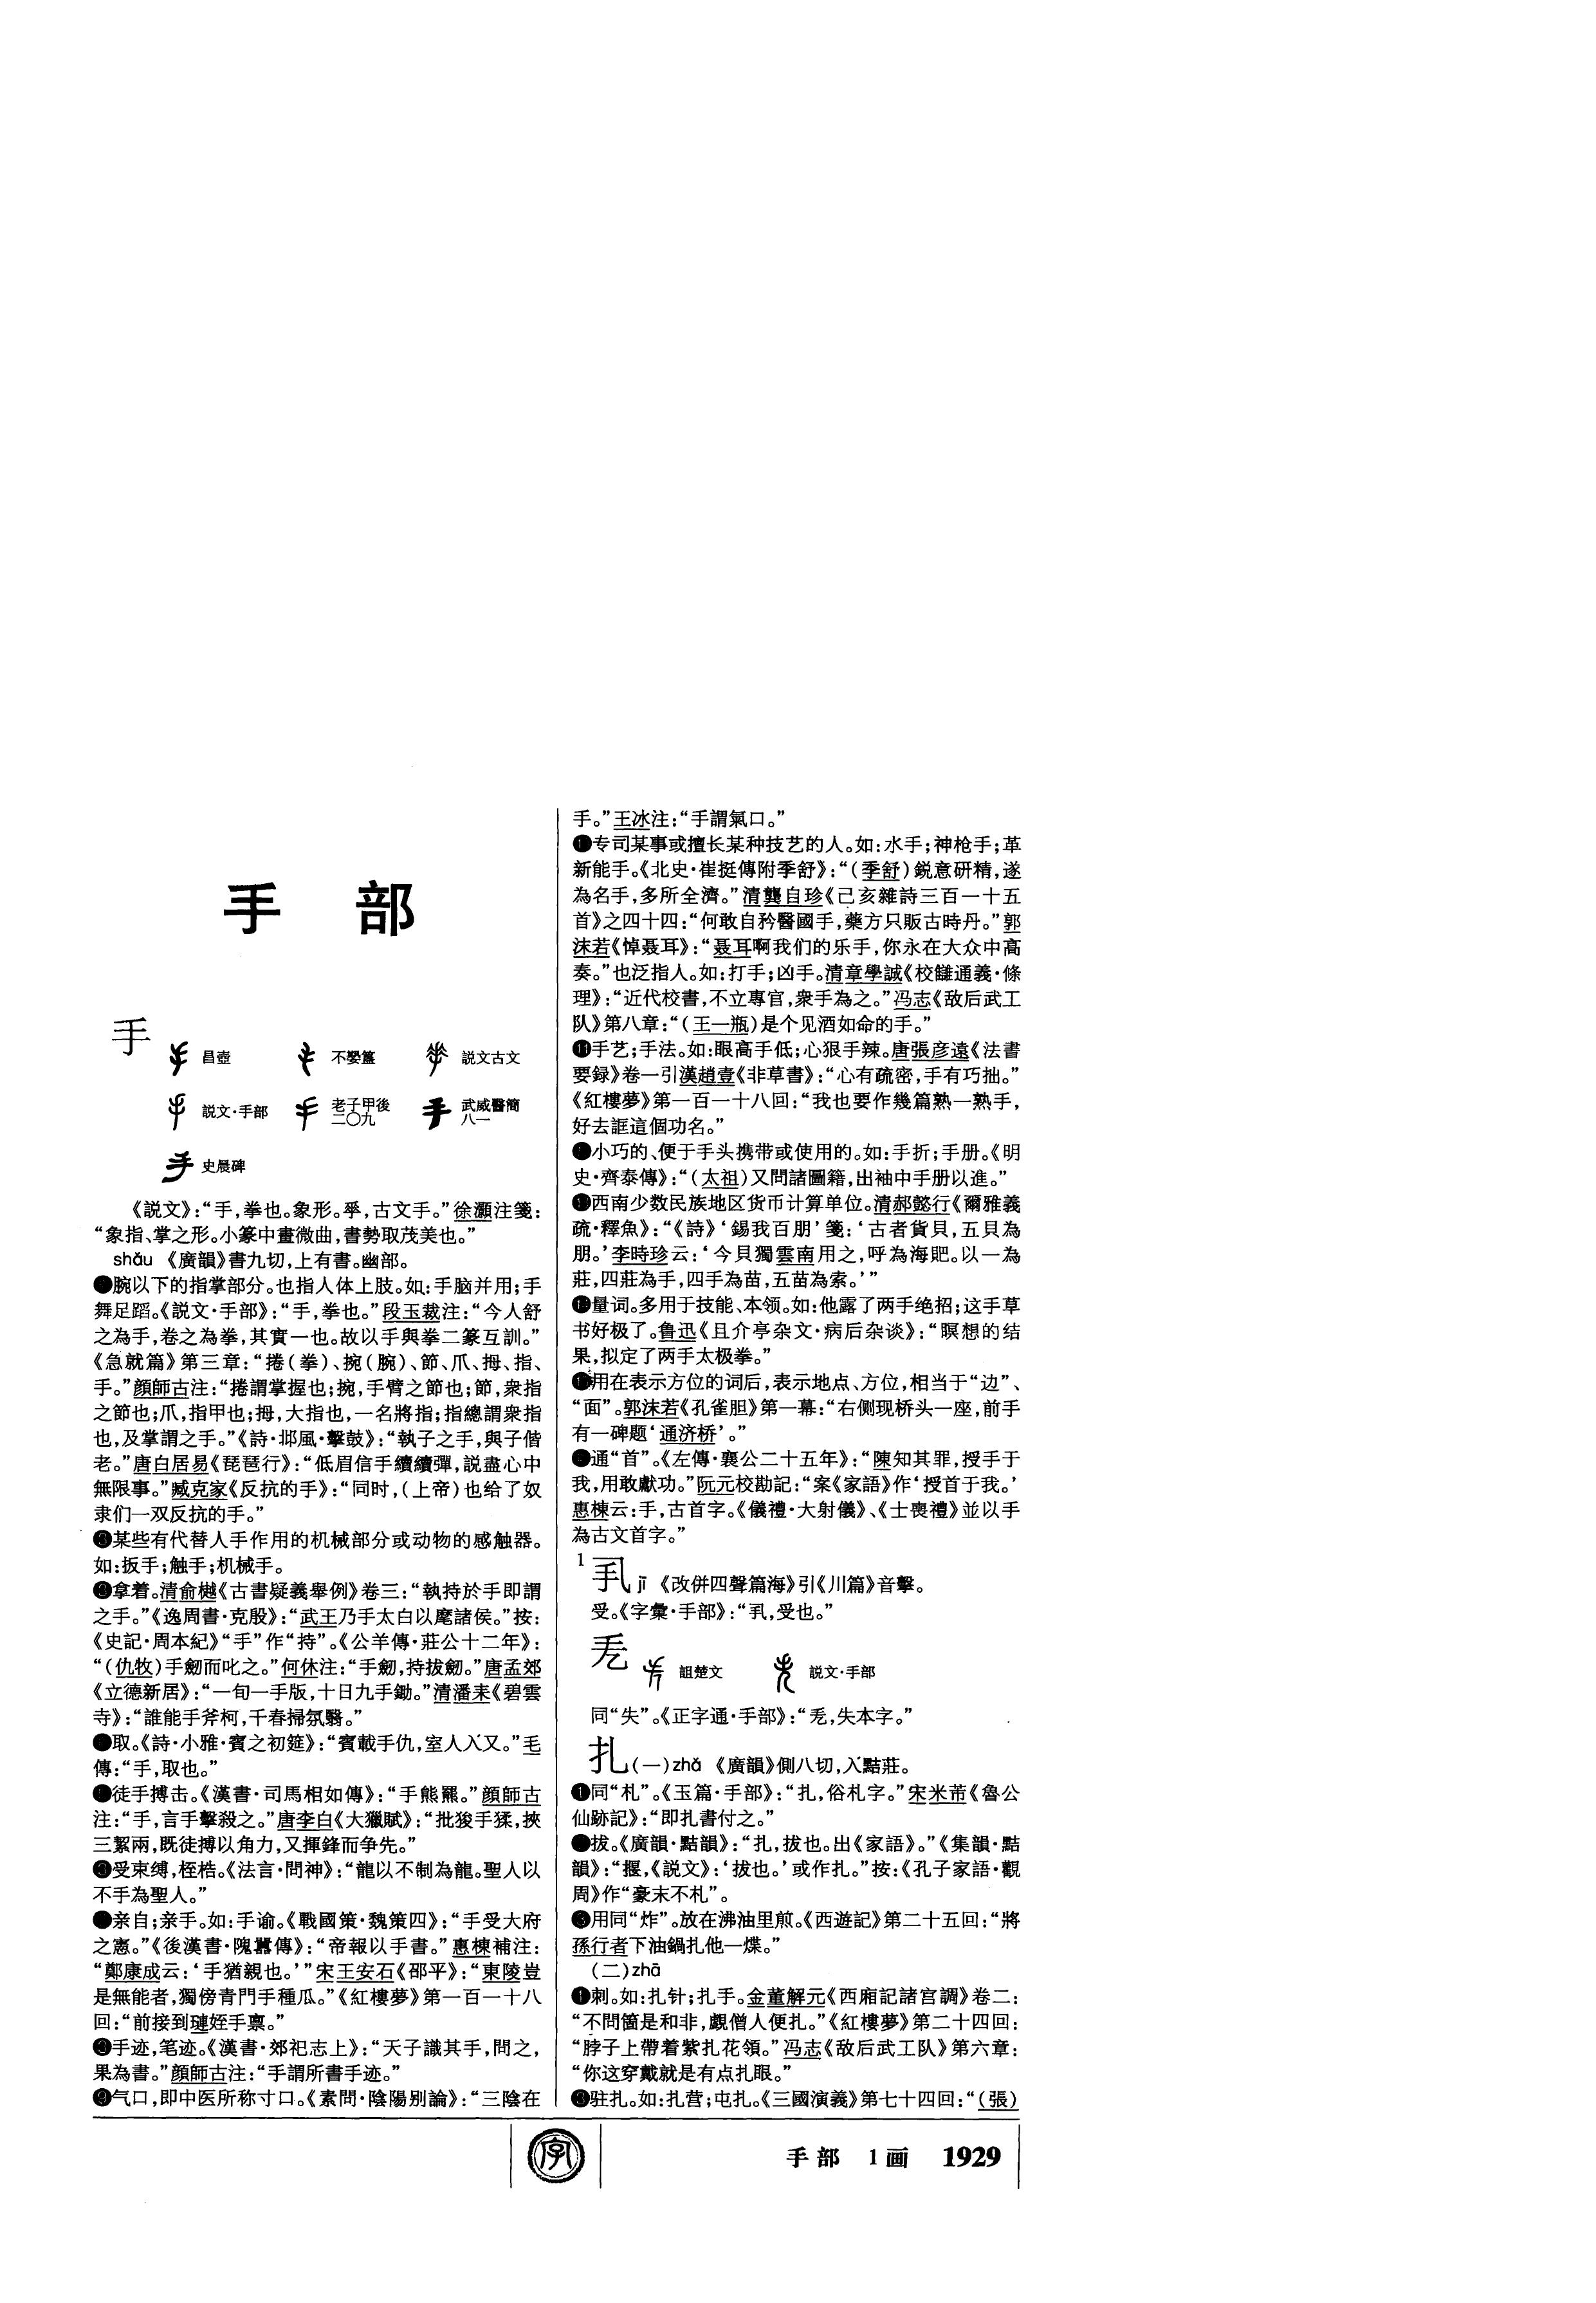 手 部
手
昌壺 不𡢁簋 説文古文
説文·手部 老子甲後二〇九 武威醫簡八一
史晨碑
《説文》:“手,拳也。象形。𠂿,古文手。”徐灝注箋:
“象指、掌之形。小篆中畫微曲,書勢取茂美也。”
shǒu 《廣韻》書九切,上有書。幽部。
❶腕以下的指掌部分。也指人体上肢。如:手脑并用;手
舞足蹈。《説文·手部》:“手,拳也。”段玉裁注:“今人舒
之為手,卷之為拳,其實一也。故以手與拳二篆互訓。”
《急就篇》第三章:“捲(拳)、捥(腕)、節、爪、拇、指、
手。”顔師古注:“捲謂掌握也;捥,手臂之節也;節,衆指
之節也;爪,指甲也;拇,大指也,一名將指;指總謂衆指
也,及掌謂之手。”《詩·邶風·擊鼓》:“執子之手,與子偕
老。”唐白居易《琵琶行》:“低眉信手續續彈,説盡心中
無限事。”臧克家《反抗的手》:“同时,(上帝)也给了奴
隶们一双反抗的手。”
❷某些有代替人手作用的机械部分或动物的感触器。
如:扳手;触手;机械手。
❸拿着。清俞樾《古書疑義舉例》卷三:“執持於手即謂
之手。”《逸周書·克殷》:“武王乃手太白以麾諸侯。”按:
《史記·周本紀》“手”作“持”。《公羊傳·莊公十二年》:
“(仇牧)手劒而叱之。”何休注:“手劒,持拔劒。”唐孟郊
《立德新居》:“一旬一手版,十日九手鋤。”清潘耒《碧雲
寺》:“誰能手斧柯,千春掃氛翳。”
❹取。《詩·小雅·賓之初筵》:“賓載手仇,室人入又。”毛
傳:“手,取也。”
❺徒手搏击。《漢書·司馬相如傳》:“手熊羆。”顔師古
注:“手,言手擊殺之。”唐李白《大獵賦》:“批狻手猱,挾
三絜兩,既徒搏以角力,又揮鋒而争先。”
❻受束缚,桎梏。《法言·問神》:“龍以不制為龍。聖人以
不手為聖人。”
❼亲自;亲手。如:手谕。《戰國策·魏策四》:“手受大府
之憲。”《後漢書·隗囂傳》:“帝報以手書。”惠棟補注:
“鄭康成云:‘手猶親也。’”宋王安石《邵平》:“東陵豈
是無能者,獨傍青門手種瓜。”《紅樓夢》第一百一十八
回:“前接到璉姪手禀。”
❽手迹,笔迹。《漢書·郊祀志上》:“天子識其手,問之,
果為書。”顔師古注:“手謂所書手迹。”
❾气口,即中医所称寸口。《素問·陰陽别論》:“三陰在
手。”王冰注:“手謂氣口。”
❿专司某事或擅长某种技艺的人。如:水手;神枪手;革
新能手。《北史·崔挺傳附季舒》:“(季舒)鋭意研精,遂
為名手,多所全濟。”清龔自珍《己亥雜詩三百一十五
首》之四十四:“何敢自矜醫國手,藥方只販古時丹。”郭
沫若《悼聂耳》:“聂耳啊我们的乐手,你永在大众中高
奏。”也泛指人。如:打手;凶手。清章學誠《校讎通義·條
理》:“近代校書,不立專官,衆手為之。”冯志《敌后武工
队》第八章:“(王一瓶)是个见酒如命的手。”
⓫手艺;手法。如:眼高手低;心狠手辣。唐張彦遠《法書
要録》卷一引漢趙壹《非草書》:“心有疏密,手有巧拙。”
《紅樓夢》第一百一十八回:“我也要作幾篇熟一熟手,
好去誆這個功名。”
⓬小巧的、便于手头携带或使用的。如:手折;手册。《明
史·齊泰傳》:“(太祖)又問諸圖籍,出袖中手册以進。”
⓭西南少数民族地区货币计算单位。清郝懿行《爾雅義
疏·釋魚》:“《詩》‘錫我百朋’箋:‘古者貨貝,五貝為
朋。’李時珍云:‘今貝獨雲南用之,呼為海𧵅。以一為
莊,四莊為手,四手為苗,五苗為索。’”
⓮量词。多用于技能、本领。如:他露了两手绝招;这手草
书好极了。鲁迅《且介亭杂文·病后杂谈》:“瞑想的结
果,拟定了两手太极拳。”
⓯用在表示方位的词后,表示地点、方位,相当于“边”、
“面”。郭沫若《孔雀胆》第一幕:“右侧现桥头一座,前手
有一碑题‘通济桥’。”
⓰通“首”。《左傳·襄公二十五年》:“陳知其罪,授手于
我,用敢獻功。”阮元校勘記:“案《家語》作‘授首于我。’
惠棟云:手,古首字。《儀禮·大射儀》、《士喪禮》並以手
為古文首字。”
1 㧅 jī 《改併四聲篇海》引《川篇》音擊。
受。《字彙·手部》:“㧅,受也。”
𠂹 詛楚文 説文·手部
同“失”。《正字通·手部》:“𠂹,失本字。”
扎 (一)zhá 《廣韻》側八切,入黠莊。
❶同“札”。《玉篇·手部》:“扎,俗札字。”宋米芾《魯公
仙跡記》:“即扎書付之。”
❷拔。《廣韻·黠韻》:“扎,拔也。出《家語》。”《集韻·黠
韻》:“揠,《説文》:‘拔也。’或作扎。”按:《孔子家語·觀
周》作“豪末不札”。
❸用同“炸”。放在沸油里煎。《西遊記》第二十五回:“將
孫行者下油鍋扎他一煠。”
(二)zhā
❶刺。如:扎针;扎手。金董解元《西廂記諸宫調》卷二:
“不問箇是和非,覷僧人便扎。”《紅樓夢》第二十四回:
“脖子上帶着紫扎花領。”冯志《敌后武工队》第六章:
“你这穿戴就是有点扎眼。”
❷驻扎。如:扎营;屯扎。《三國演義》第七十四回:“(張)
字
手部 1画 1929